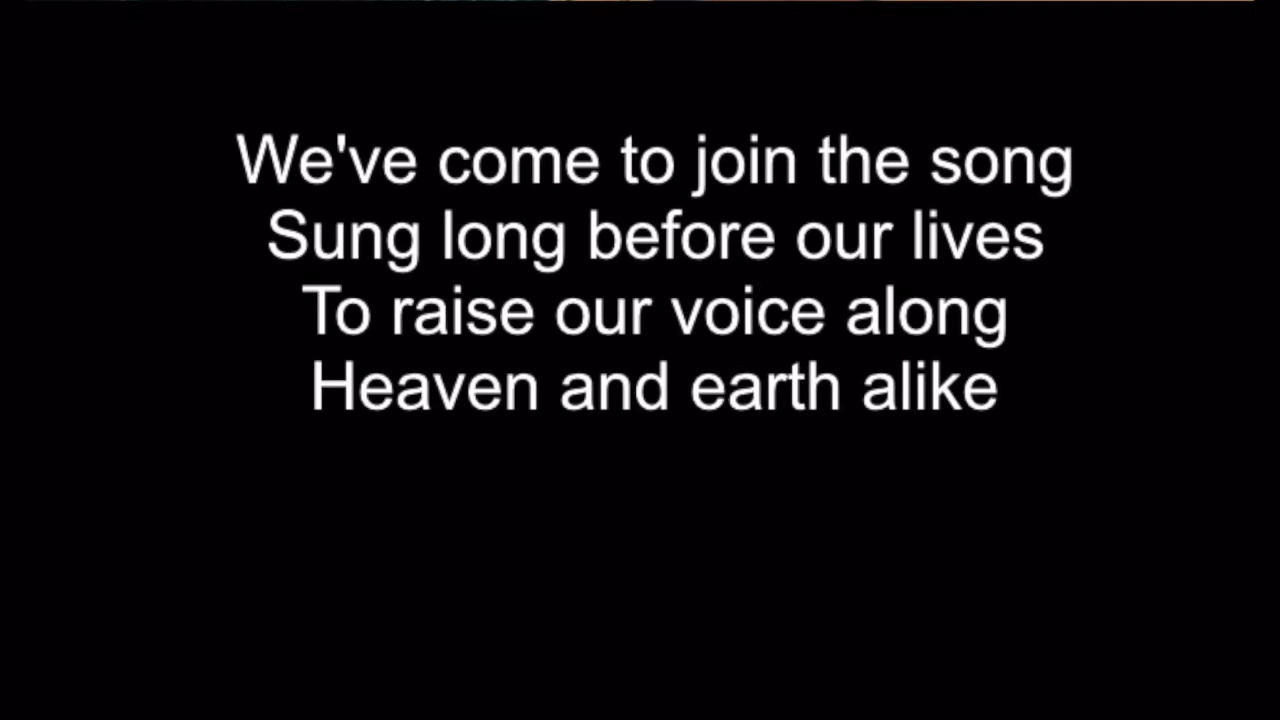 We've come to join the song
Sung long before our lives
To raise our voice along
Heaven and earth alike